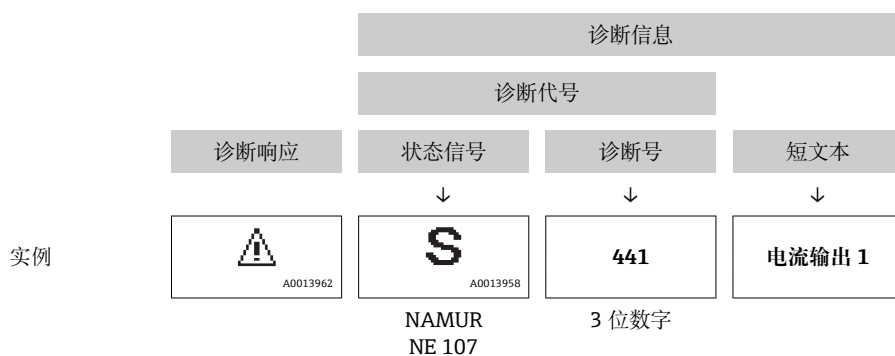 诊断信息
诊断代号
诊断响应 状态信号 诊断号 短文本
↓ ↓ ↓
实例 S 441 电流输出 1
A0013962 A0013958
NAMUR 3 位数字
NE 107